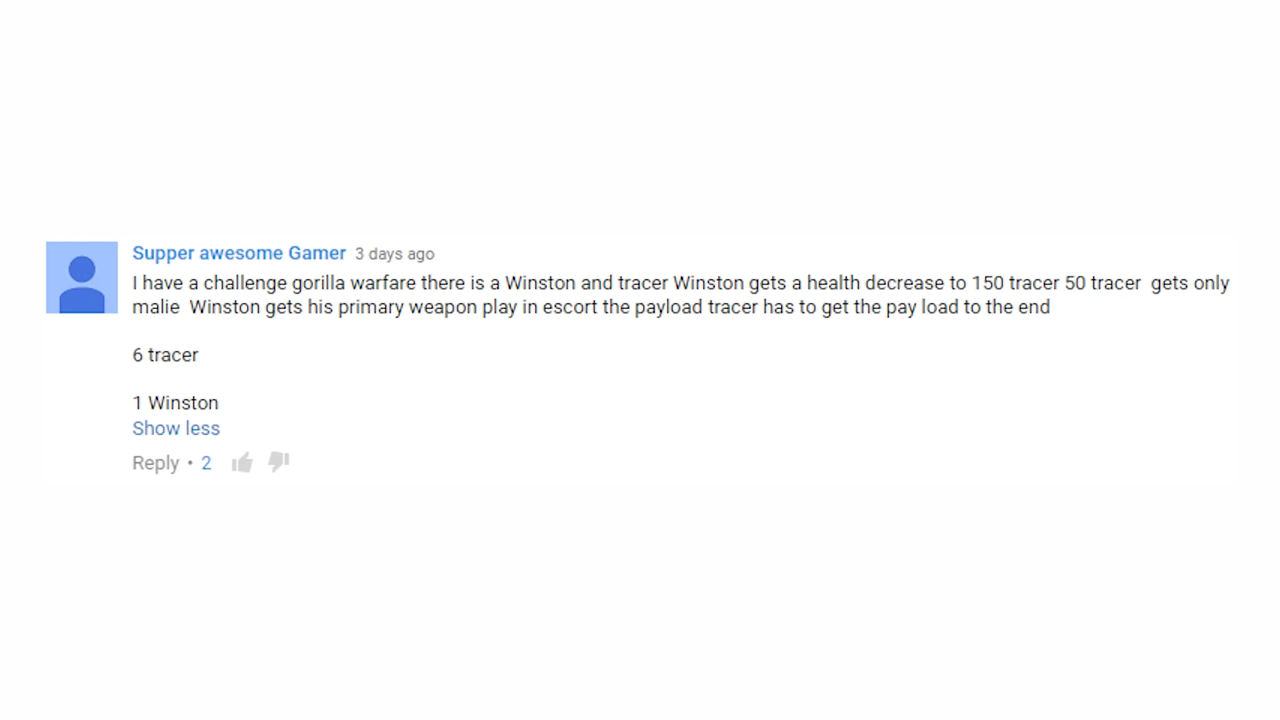 Supper awesome Gamer 3 days ago
I have a challenge gorilla warfare there is a Winston and tracer Winston gets a health decrease to 150 tracer 50 tracer  gets only
malie  Winston gets his primary weapon play in escort the payload tracer has to get the pay load to the end
6 tracer
1 Winston
Show less
Reply • 2